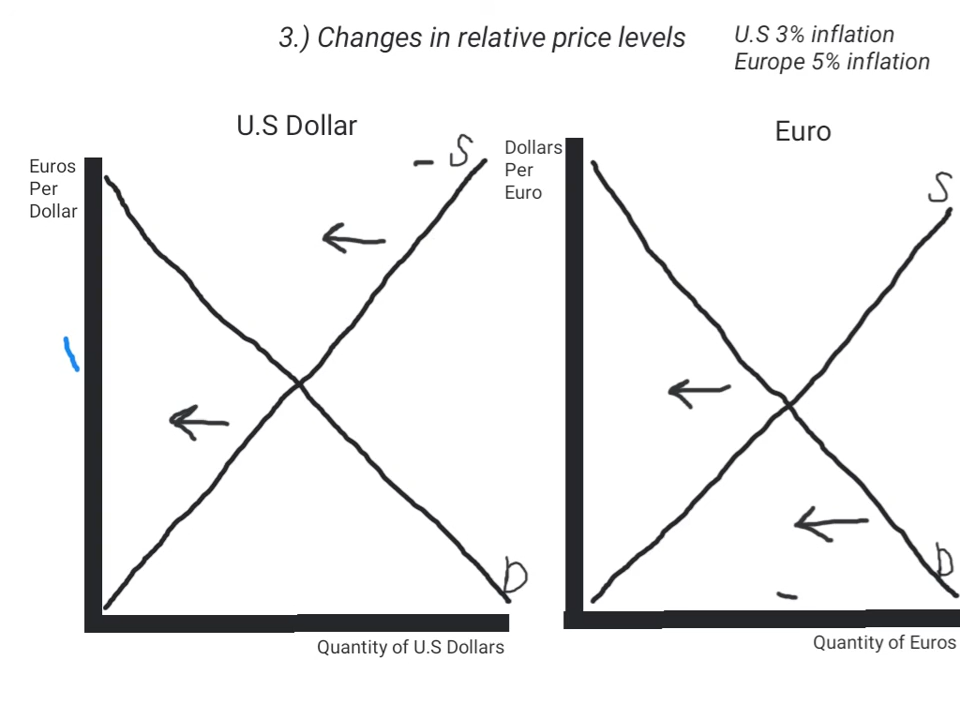 3.) Changes in relative price levels
U.S 3% inflation
Europe 5% inflation
U.S Dollar
Euros
Per
Dollar
- S
D
Quantity of U.S Dollars
Euro
Dollars
Per
Euro
S
D
Quantity of Euros